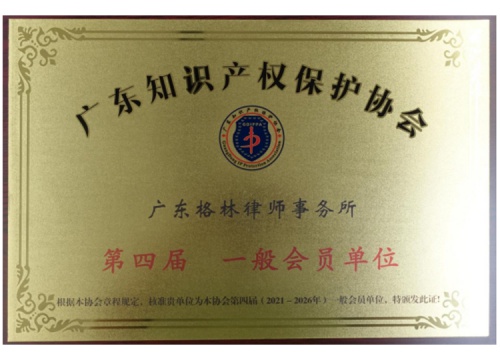 广东知识产权保护协会
广东格林律师事务所
第四届 一般会员单位
根据本协会章程规定，抽准贵单位为本协会第四届（2021－2026年）一般会员单位，特颁发此证！